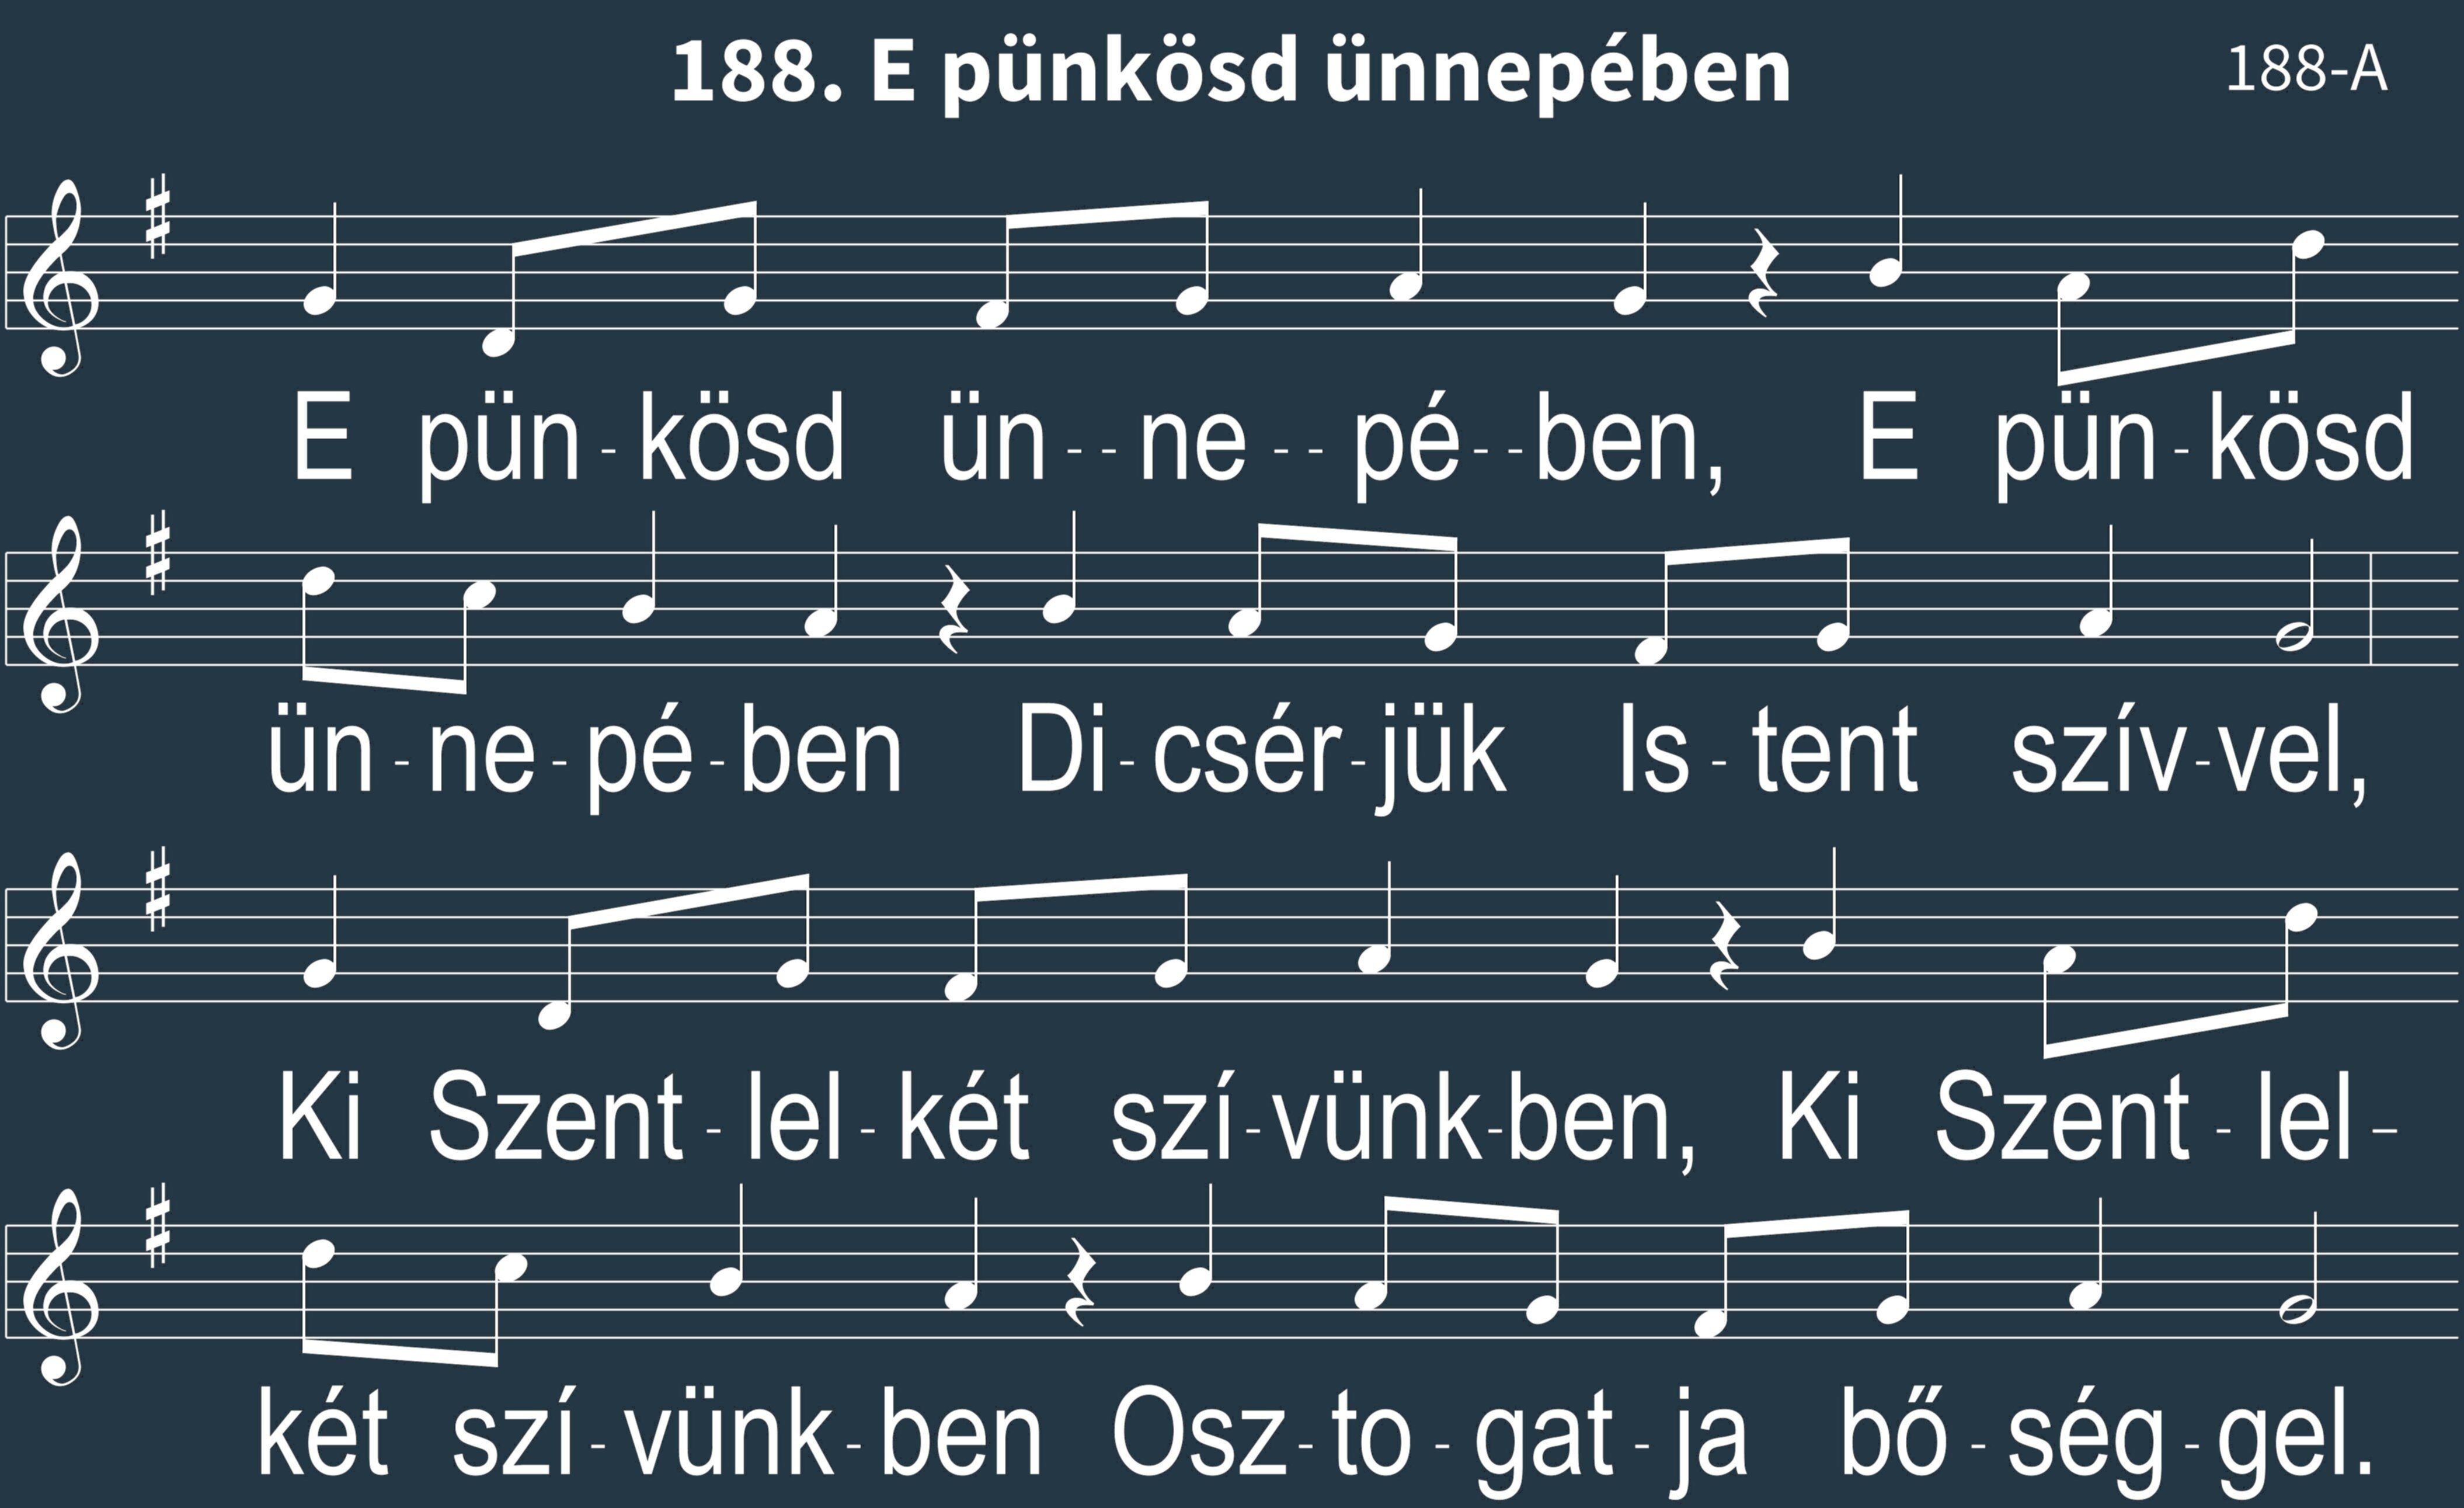 188. E pünkösd ünnepében
188-A
E pün - kösd ün - - ne - - pé - - ben, E pün - kösd
ün - ne - pé - ben Di - csér - jük Is - tent szív - vel,
Ki Szent - lel - két szí - vünk - ben, Ki Szent - lel -
két szí - vünk - ben Osz - to - gat - ja bő - ség - gel.